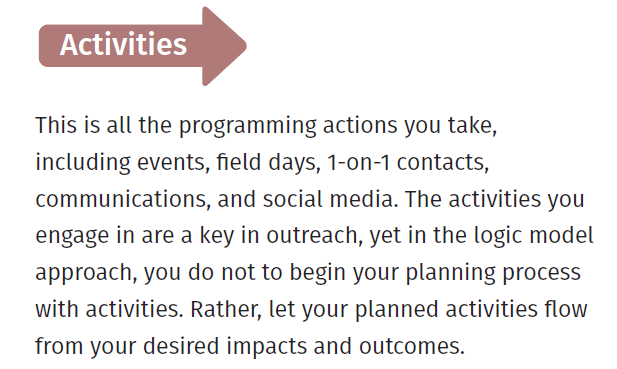 Activities
This is all the programming actions you take,
including events, field days, 1-on-1 contacts,
communications, and social media. The activities you
engage in are a key in outreach, yet in the logic model
approach, you do not to begin your planning process
with activities. Rather, let your planned activities flow
from your desired impacts and outcomes.